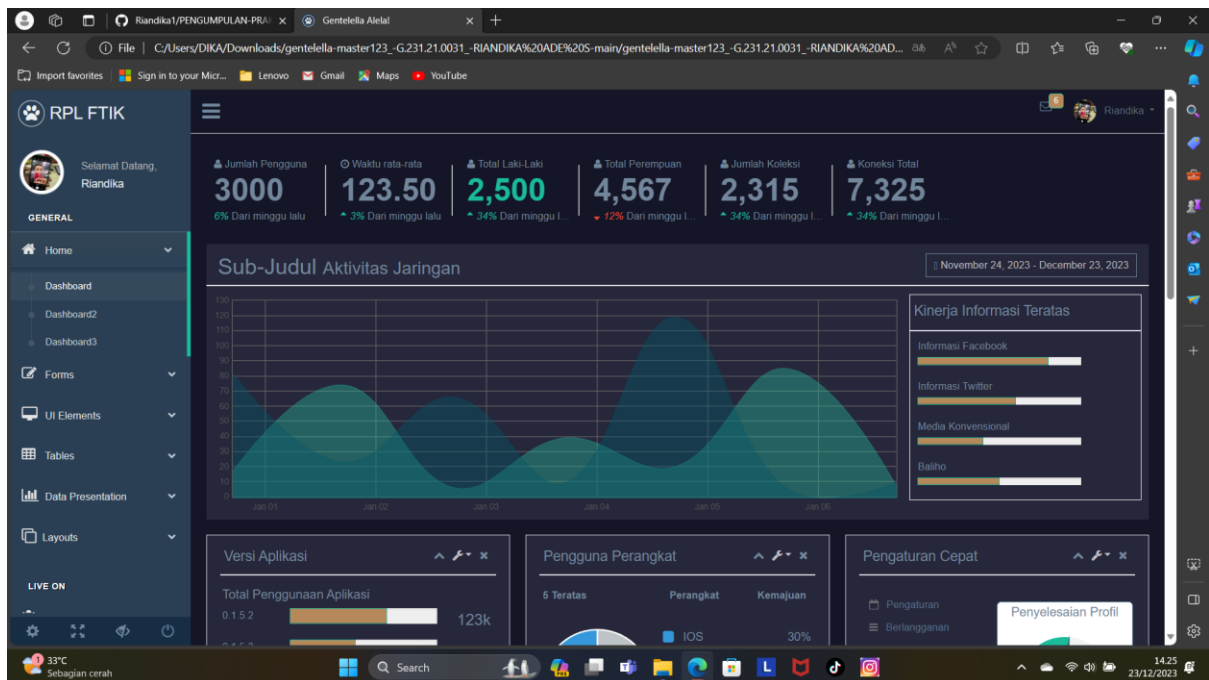 Riandika1/PENGUMPULAN-PRA
Gentelella Alela!
File
C:/Users/DIKA/Downloads/gentelella-master123_-G.231.21.0031_-RIANDIKA%20ADE%20S-main/gentelella-master123_-G.231.21.0031_-RIANDIKA%20AD...
Import favorites
Sign in to your Micr...
Lenovo
Gmail
Maps
YouTube
RPL FTIK
6
Riandika
Selamat Datang,
Riandika
GENERAL
Home
Dashboard
Dashboard2
Dashboard3
Forms
UI Elements
Tables
Data Presentation
Layouts
LIVE ON
Jumlah Pengguna
3000
6% Dari minggu lalu
Waktu rata-rata
123.50
3% Dari minggu lalu
Total Laki-Laki
2,500
34% Dari minggu l...
Total Perempuan
4,567
12% Dari minggu l...
Jumlah Koleksi
2,315
34% Dari minggu l...
Koneksi Total
7,325
34% Dari minggu l...
Sub-Judul Aktivitas Jaringan
November 24, 2023 - December 23, 2023
130
120
110
100
90
80
70
60
50
40
30
20
10
0
Jan 01
Jan 02
Jan 03
Jan 04
Jan 05
Jan 06
Kinerja Informasi Teratas
Informasi Facebook
Informasi Twitter
Media Konvensional
Baliho
Versi Aplikasi
Total Penggunaan Aplikasi
0.1.5.2
123k
Pengguna Perangkat
5 Teratas
Perangkat
Kemajuan
IOS
30%
Pengaturan Cepat
Pengaturan
Berlangganan
Penyelesaian Profil
1
33°C
Sebagian cerah
Search
L
14.25
23/12/2023